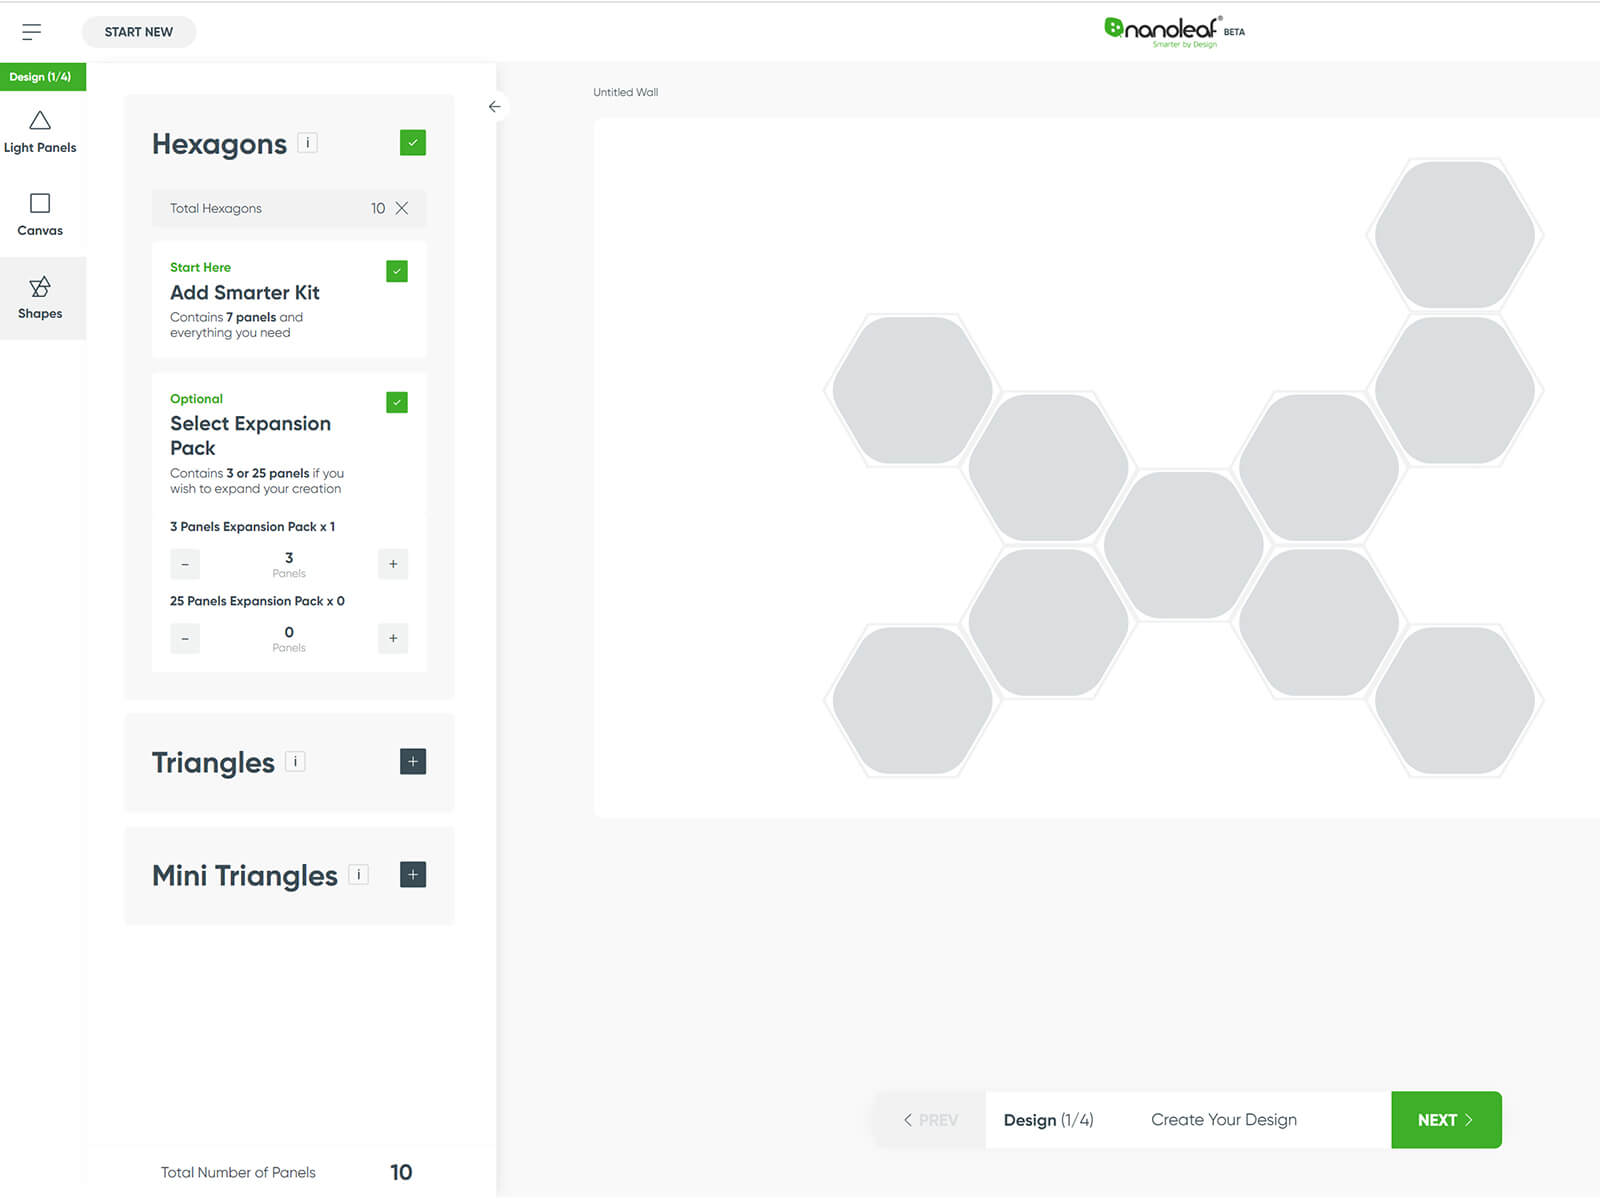 START NEW
nanoleaf® BETA
Smarter by Design
Design (1/4)
Light Panels
Canvas
Shapes
Hexagons i
Total Hexagons 10
Start Here
Add Smarter Kit
Contains 7 panels and
everything you need
Optional
Select Expansion
Pack
Contains 3 or 25 panels if you
wish to expand your creation
3 Panels Expansion Pack x 1
- 3 +
Panels
25 Panels Expansion Pack x 0
- 0 +
Panels
Triangles i +
Mini Triangles i +
Total Number of Panels 10
Untitled Wall
PREV
Design (1/4)
Create Your Design
NEXT